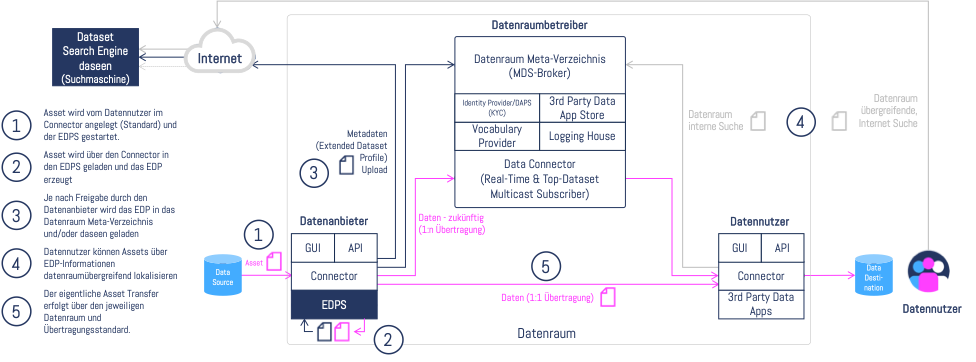 Dataset
Search Engine
daseen
(Suchmaschine)
Internet
1
Asset wird vom Datennutzer im
Connector angelegt (Standard) und
der EDPS gestartet.
2
Asset wird über den Connector in
den EDPS geladen und das EDP
erzeugt
3
Je nach Freigabe durch den
Datenanbieter wird das EDP in das
Datenraum Meta-Verzeichnis
und/oder daseen geladen
4
Datennutzer können Assets über
EDP-Informationen
datenraumübergreifend lokalisieren
5
Der eigentliche Asset Transfer
erfolgt über den jeweiligen
Datenraum und
Übertragungsstandard.
Datenraumbetreiber
Datenraum Meta-Verzeichnis
(MDS-Broker)
Identity Provider/DAPS
(KYC)
3rd Party Data
App Store
Vocabulary
Provider
Logging House
Data Connector
(Real-Time & Top-Dataset
Multicast Subscriber)
Metadaten
(Extended Dataset
Profile)
Upload
3
Datenraum
interne Suche
4
Datenraum
übergreifende,
Internet Suche
Daten - zukünftig
(1:n Übertragung)
Datenanbieter
GUI
API
Connector
EDPS
1
Asset
Data
Source
2
5
Daten (1:1 Übertragung)
Datennutzer
GUI
API
Connector
3rd Party Data
Apps
Data
Desti-
nation
Datennutzer
Datenraum